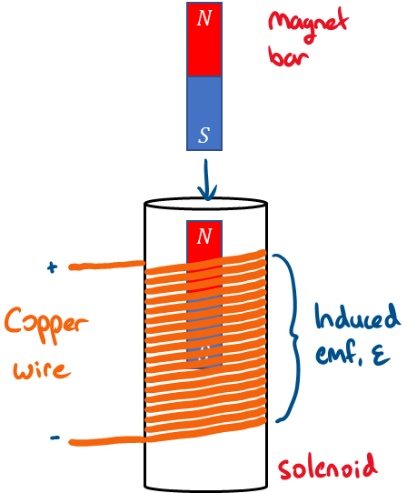 N
Magnet
bar
S
N
+
Copper
wire
Induced
emf, ε
S
-
solenoid